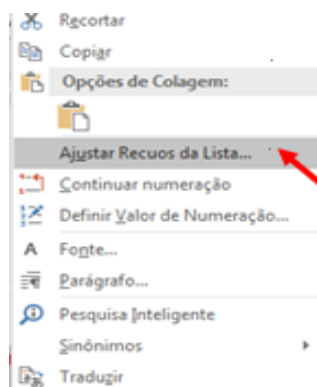 Recortar
Copiar
Opções de Colagem:
Ajustar Recuos da Lista...
Continuar numeração
Definir Valor de Numeração...
A Fonte...
Parágrafo...
Pesquisa Inteligente
Sinónimos
Traduzir